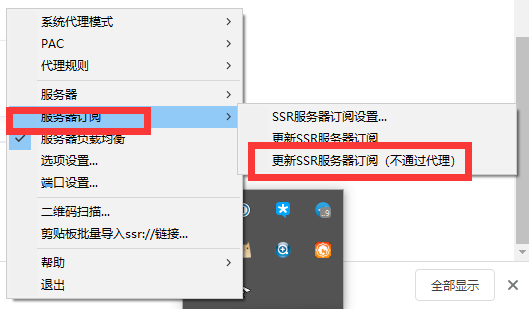 系统代理模式
PAC
代理规则
服务器
服务器订阅
服务器负载均衡
选项设置...
端口设置...
二维码扫描...
剪贴板批量导入ssr://链接...
帮助
退出
SSR服务器订阅设置...
更新SSR服务器订阅
更新SSR服务器订阅（不通过代理）
全部显示